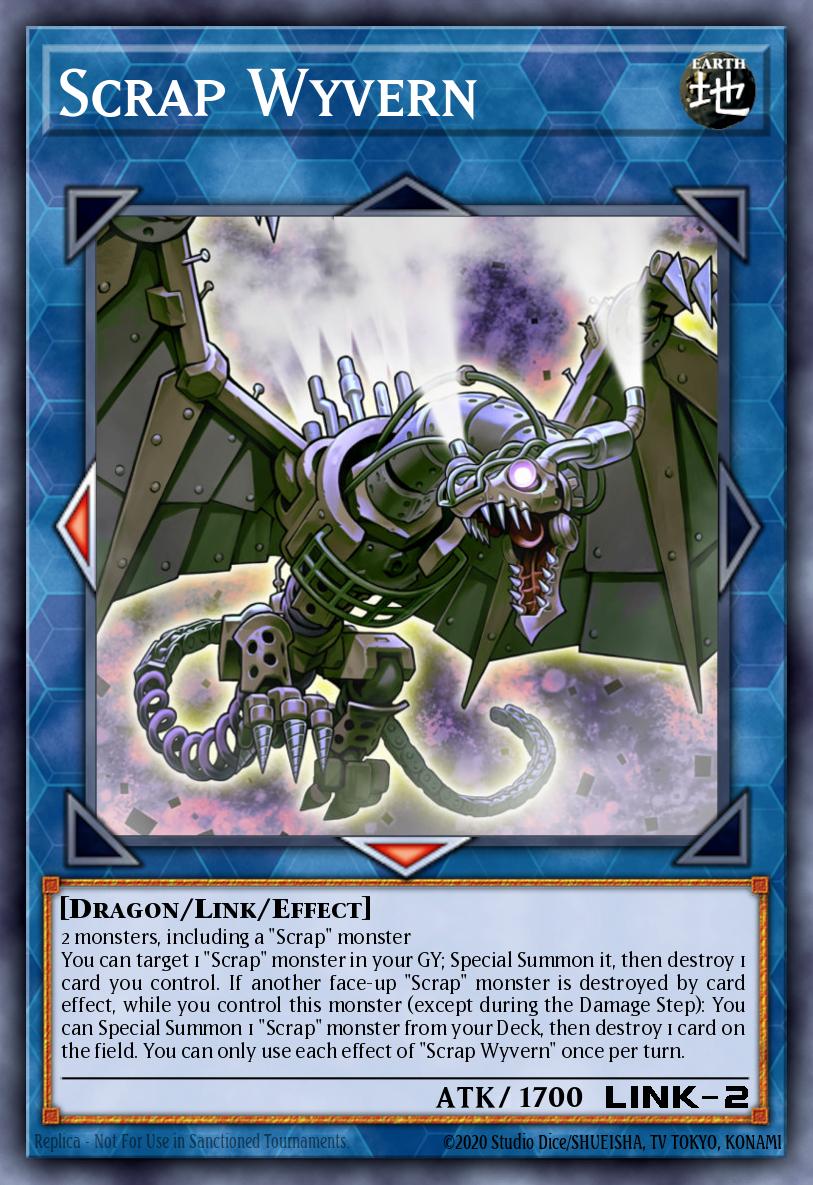 Scrap Wyvern
EARTH
地
[Dragon/Link/Effect]
2 monsters, including a "Scrap" monster
You can target 1 "Scrap" monster in your GY; Special Summon it, then destroy 1
card you control. If another face-up "Scrap" monster is destroyed by card
effect, while you control this monster (except during the Damage Step): You
can Special Summon 1 "Scrap" monster from your Deck, then destroy 1 card on
the field. You can only use each effect of "Scrap Wyvern" once per turn.
ATK/ 1700 LINK-2
Replica - Not For Use in Sanctioned Tournaments. ©2020 Studio Dice/SHUEISHA, TV TOKYO, KONAMI